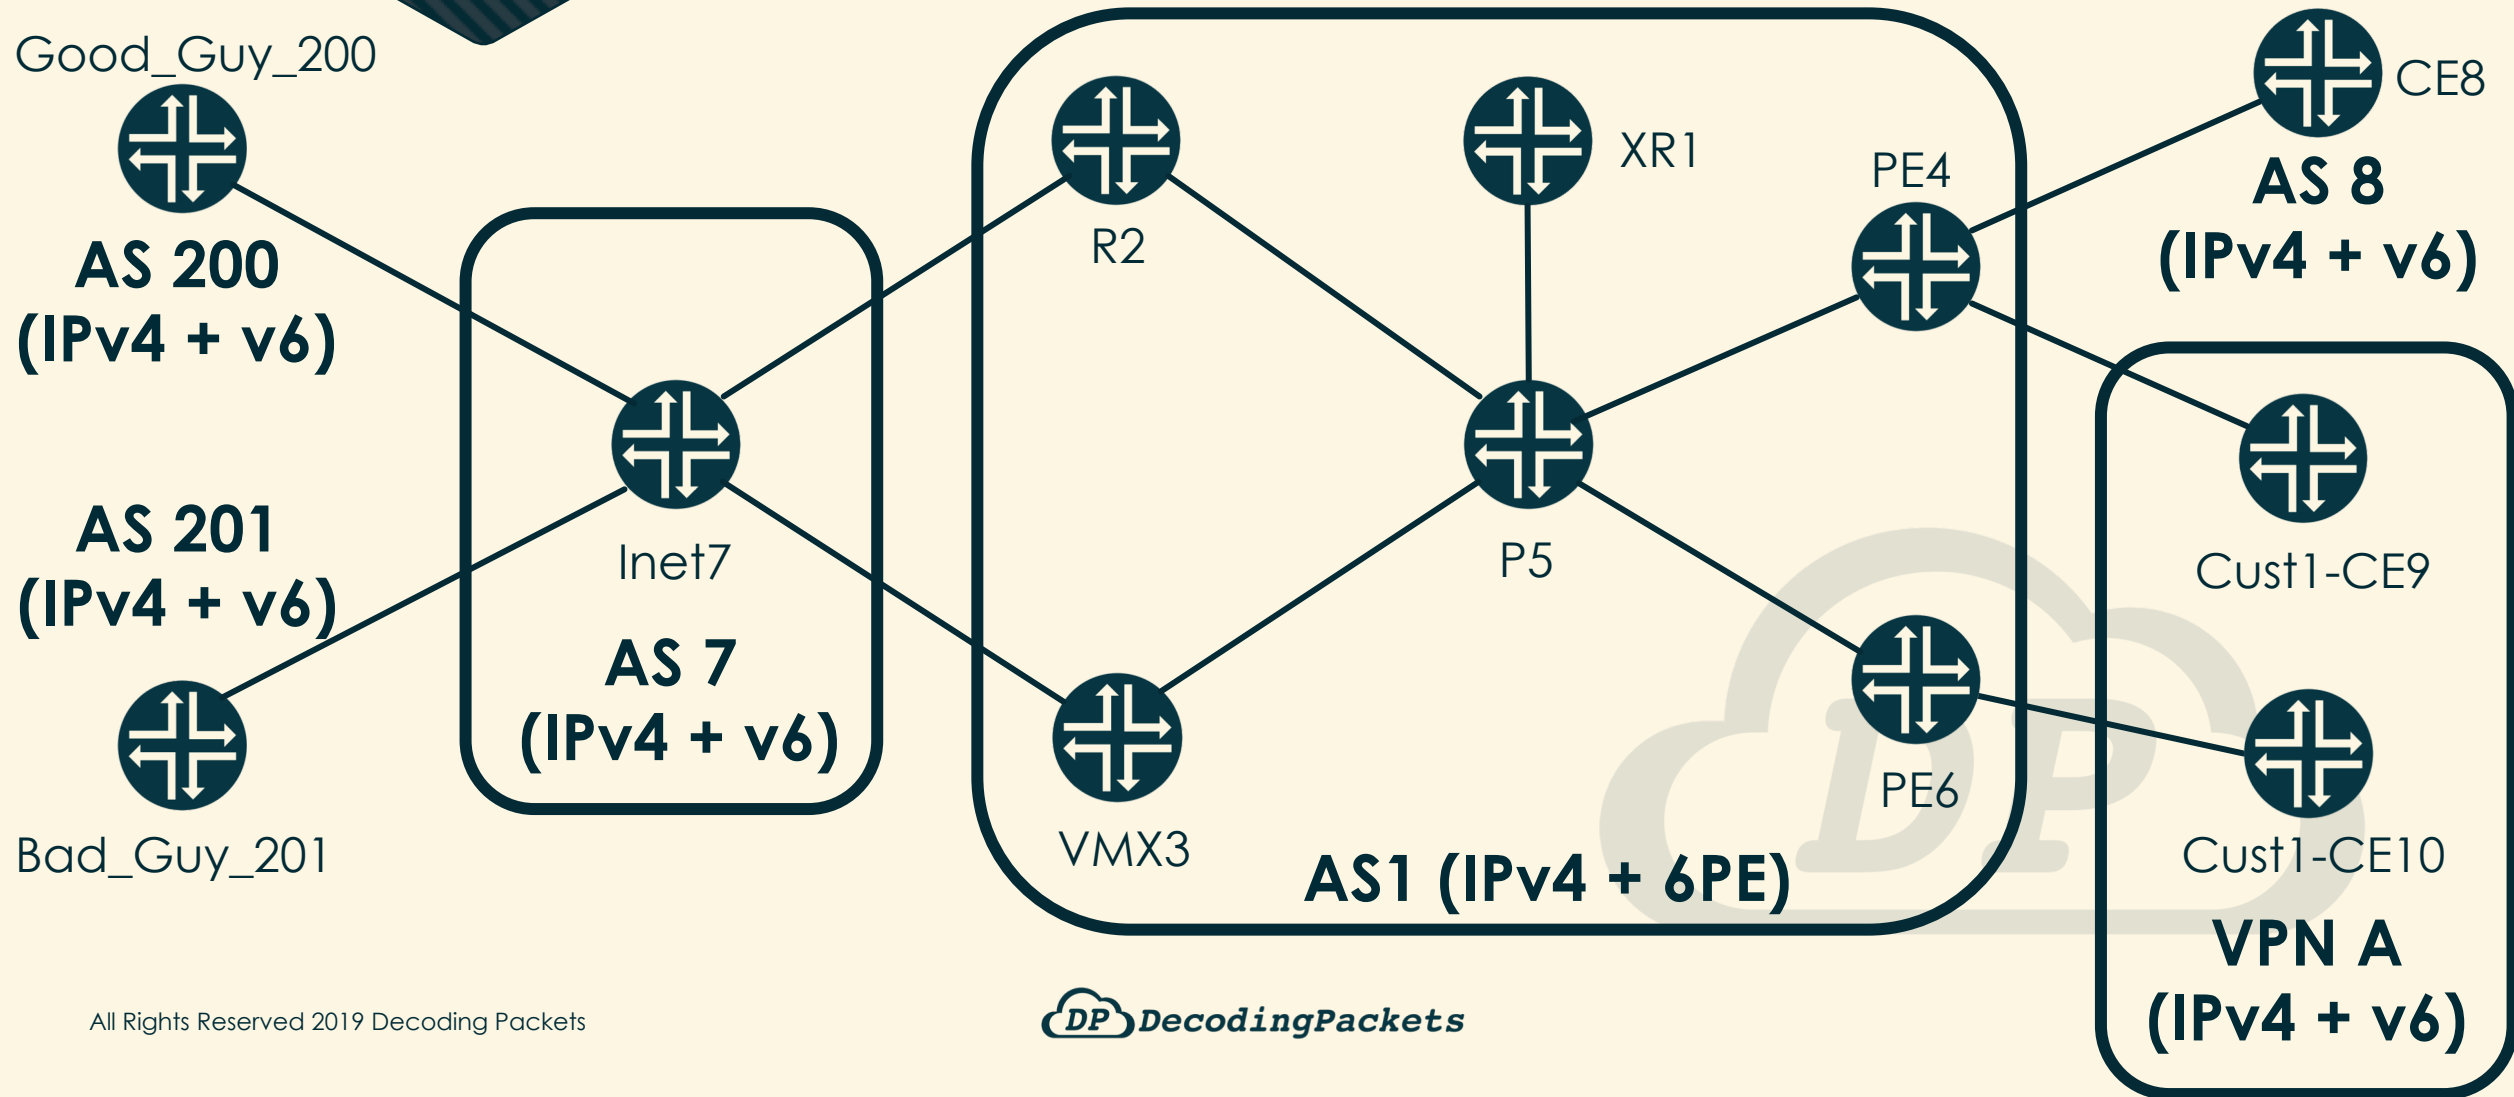 Good_Guy_200
AS 200
(IPv4 + v6)
AS 201
(IPv4 + v6)
Bad_Guy_201
Inet7
AS 7
(IPv4 + v6)
R2
XR1
PE4
P5
VMX3
PE6
AS1 (IPv4 + 6PE)
CE8
AS 8
(IPv4 + v6)
Cust1-CE9
Cust1-CE10
VPN A
(IPv4 + v6)
DP
All Rights Reserved 2019 Decoding Packets
DP DecodingPackets